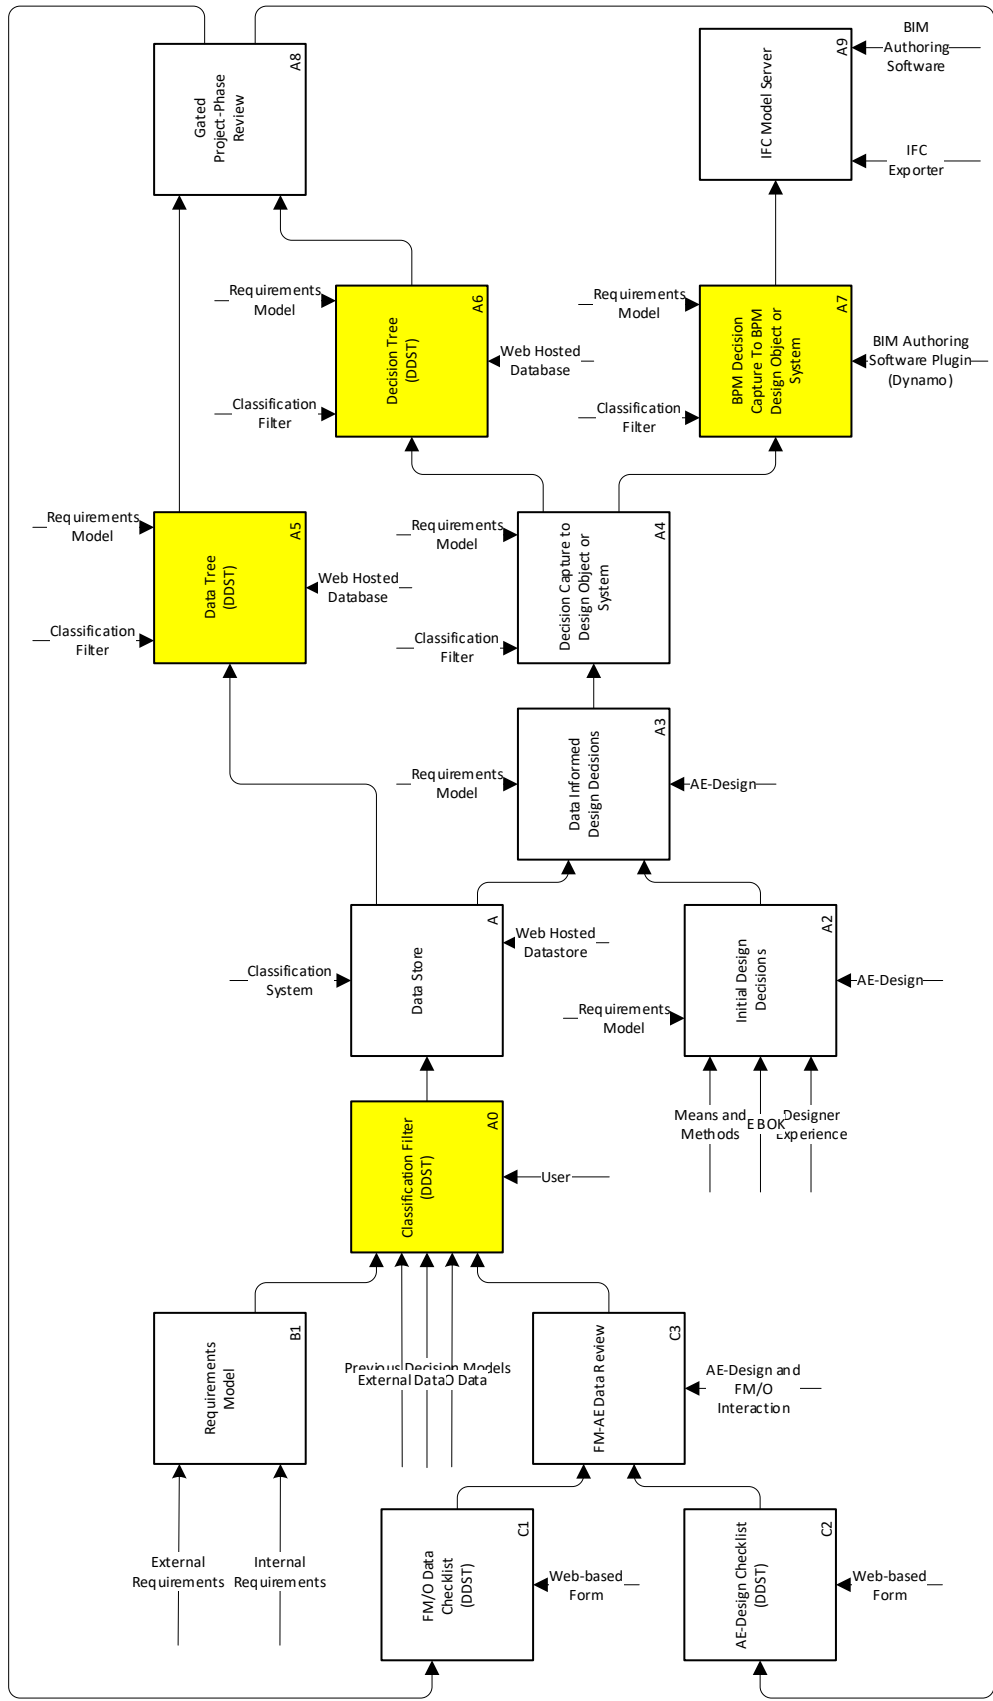 Gated
Project-Phase
Review
A8
IFC Model Server
A9
BIM
Authoring
Software
IFC
Exporter
Requirements
Model
Classification
Filter
Decision Tree
(DDST)
A6
Web Hosted
Database
Requirements
Model
Classification
Filter
BPM Decision
Capture To BPM
Design Object or
System
A7
BIM Authoring
Software Plugin
(Dynamo)
Requirements
Model
Classification
Filter
Data Tree
(DDST)
A5
Web Hosted
Database
Requirements
Model
Classification
Filter
Decision Capture to
Design Object or
System
A4
Requirements
Model
Data Informed
Design Decisions
A3
AE-Design
Classification
System
Data Store
A
Web Hosted
Datastore
Requirements
Model
Initial Design
Decisions
A2
AE-Design
Means and
Methods
EBOK
Designer
Experience
Classification Filter
(DDST)
A0
User
Requirements
Model
B1
Previous Decision Models
External Data
Data
FM-AE Data Review
C3
AE-Design and
FM/O
Interaction
External
Requirements
Internal
Requirements
FM/O Data
Checklist
(DDST)
C1
Web-based
Form
AE-Design Checklist
(DDST)
C2
Web-based
Form